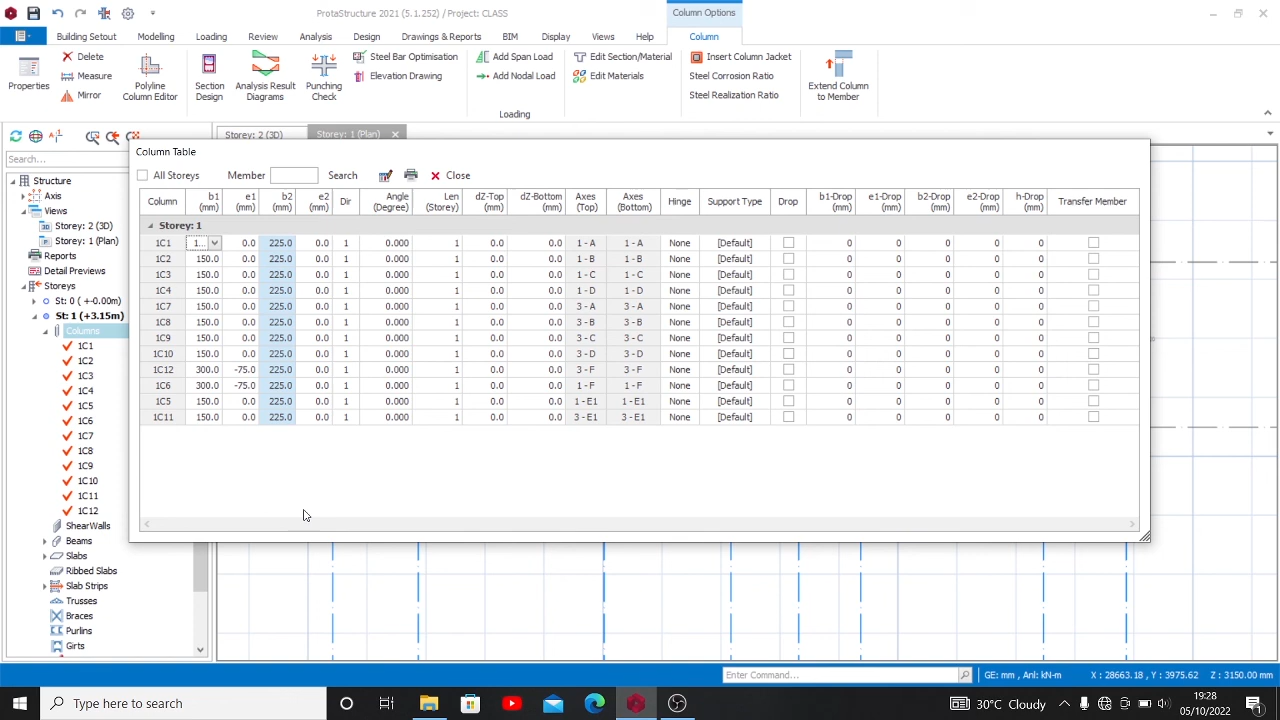 ProtaStructure 2021 (5.1.252) / Project: CLASS
Column Options
Building Setout Modelling Loading Review Analysis Design Drawings & Reports BIM Display Views Help Column
Properties
Delete
Measure
Mirror
Polyline Column Editor
Section Design
Analysis Result Diagrams
Punching Check
Steel Bar Optimisation
Elevation Drawing
Add Span Load
Add Nodal Load
Loading
Edit Section/Material
Edit Materials
Insert Column Jacket
Steel Corrosion Ratio
Steel Realization Ratio
Extend Column to Member
Storey: 2 (3D) Storey: 1 (Plan)
Search...
Structure
Axis
Views
Storey: 2 (3D)
Storey: 1 (Plan)
Reports
Detail Previews
Storeys
St: 0 ( +-0.00m)
St: 1 (+3.15m)
Columns
1C1
1C2
1C3
1C4
1C5
1C6
1C7
1C8
1C9
1C10
1C11
1C12
ShearWalls
Beams
Slabs
Ribbed Slabs
Slab Strips
Trusses
Braces
Purlins
Girts
Column Table
All Storeys Member Search Close
Column b1 (mm) e1 (mm) b2 (mm) e2 (mm) Dir Angle (Degree) Len (Storey) dZ-Top (mm) dZ-Bottom (mm) Axes (Top) Axes (Bottom) Hinge Support Type Drop b1-Drop (mm) e1-Drop (mm) b2-Drop (mm) e2-Drop (mm) h-Drop (mm) Transfer Member
Storey: 1
1C1 1... 0.0 225.0 0.0 1 0.000 1 0.0 0.0 1 - A 1 - A None [Default] 0 0 0 0 0
1C2 150.0 0.0 225.0 0.0 1 0.000 1 0.0 0.0 1 - B 1 - B None [Default] 0 0 0 0 0
1C3 150.0 0.0 225.0 0.0 1 0.000 1 0.0 0.0 1 - C 1 - C None [Default] 0 0 0 0 0
1C4 150.0 0.0 225.0 0.0 1 0.000 1 0.0 0.0 1 - D 1 - D None [Default] 0 0 0 0 0
1C7 150.0 0.0 225.0 0.0 1 0.000 1 0.0 0.0 3 - A 3 - A None [Default] 0 0 0 0 0
1C8 150.0 0.0 225.0 0.0 1 0.000 1 0.0 0.0 3 - B 3 - B None [Default] 0 0 0 0 0
1C9 150.0 0.0 225.0 0.0 1 0.000 1 0.0 0.0 3 - C 3 - C None [Default] 0 0 0 0 0
1C10 150.0 0.0 225.0 0.0 1 0.000 1 0.0 0.0 3 - D 3 - D None [Default] 0 0 0 0 0
1C12 300.0 -75.0 225.0 0.0 1 0.000 1 0.0 0.0 3 - F 3 - F None [Default] 0 0 0 0 0
1C6 300.0 -75.0 225.0 0.0 1 0.000 1 0.0 0.0 1 - F 1 - F None [Default] 0 0 0 0 0
1C5 150.0 0.0 225.0 0.0 1 0.000 1 0.0 0.0 1 - E1 1 - E1 None [Default] 0 0 0 0 0
1C11 150.0 0.0 225.0 0.0 1 0.000 1 0.0 0.0 3 - E1 3 - E1 None [Default] 0 0 0 0 0
Enter Command... GE: mm , Anl: kN-m X : 28663.18 , Y : 3975.62 Z : 3150.00 mm
Type here to search
30°C Cloudy
19:28
05/10/2022